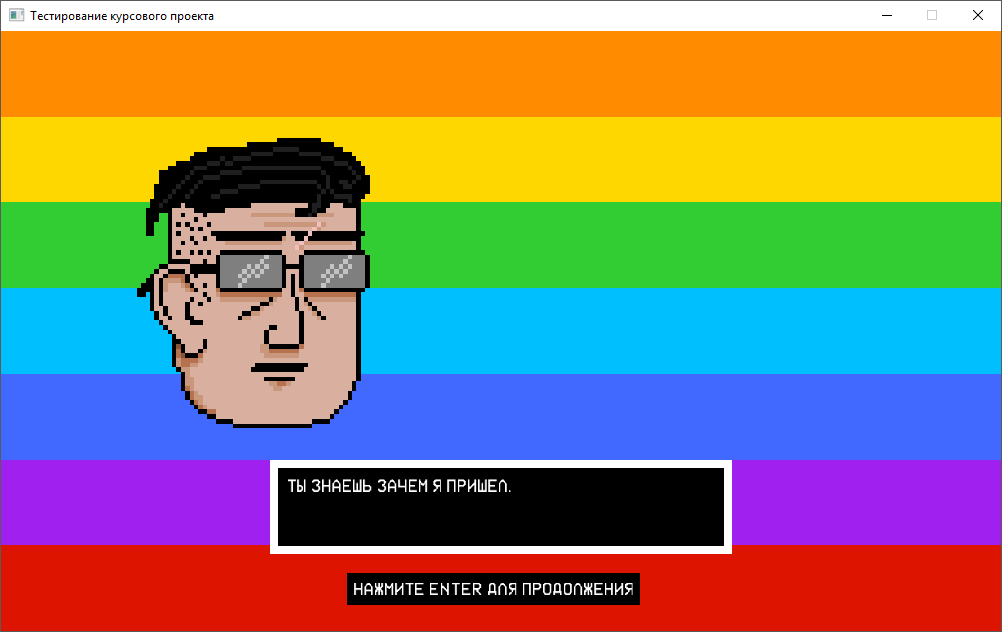 Тестирование курсового проекта
ТЫ ЗНАЕШЬ ЗАЧЕМ Я ПРИШЕЛ.
НАЖМИТЕ ENTER ДЛЯ ПРОДОЛЖЕНИЯ